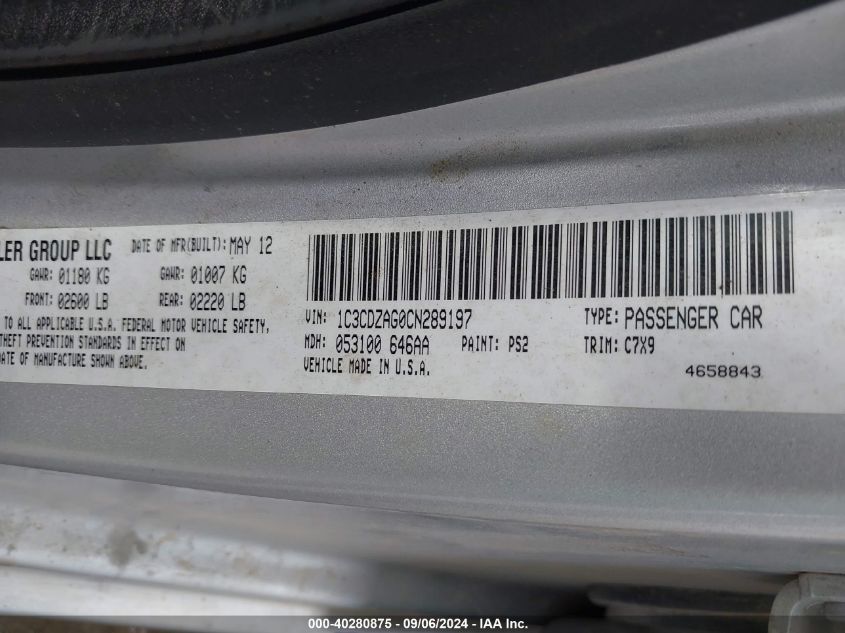 LER GROUP LLC DATE OF MFR(BUILT): MAY 12
GAWR: 01180 KG GAWR: 01007 KG
FRONT: 02600 LB REAR: 02220 LB
TO ALL APPLICABLE U.S.A. FEDERAL MOTOR VEHICLE SAFETY,
THEFT PREVENTION STANDARDS IN EFFECT ON
DATE OF MANUFACTURE SHOWN ABOVE.
VIN: 1C3CDZAG0CN289197 TYPE: PASSENGER CAR
MDH: 053100 646AA PAINT: PS2 TRIM: C7X9
VEHICLE MADE IN U.S.A. 4658843
000-40280875 - 09/06/2024 - IAA Inc.